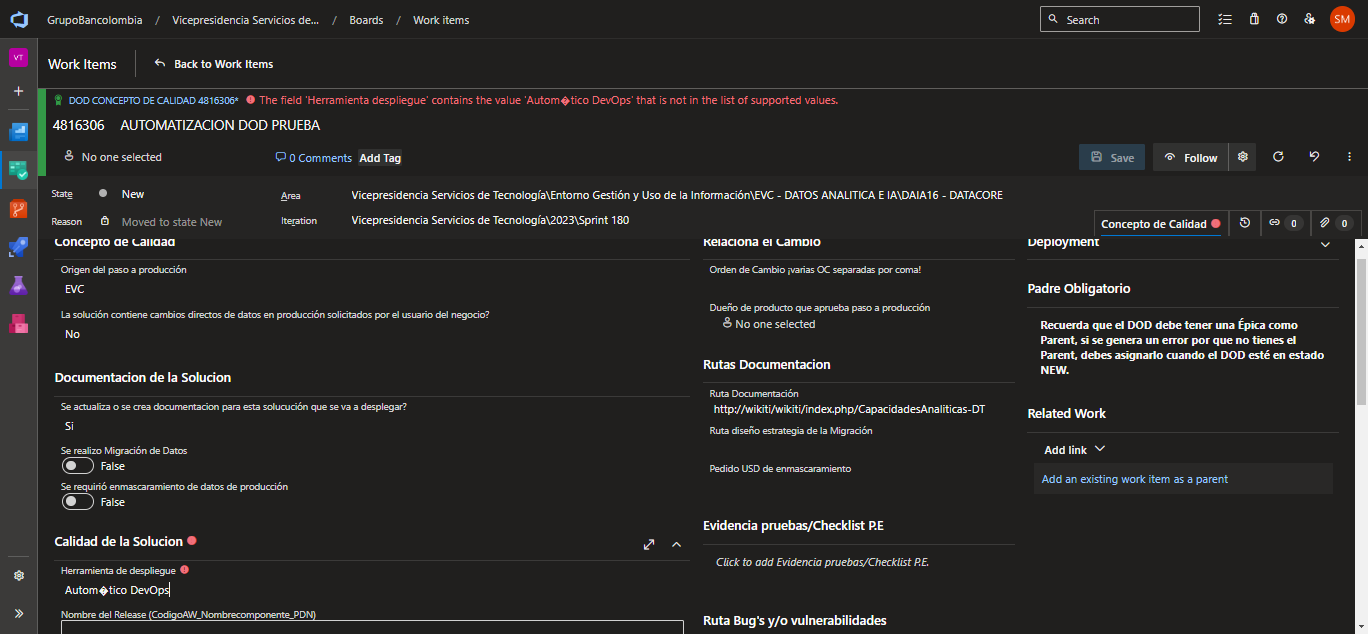 GrupoBancolombia / Vicepresidencia Servicios de... / Boards / Work items
Search
SM
VT
Work Items
Back to Work Items
DOD CONCEPTO DE CALIDAD 4816306*
The field 'Herramienta despliegue' contains the value 'Autom�tico DevOps' that is not in the list of supported values.
4816306 AUTOMATIZACION DOD PRUEBA
No one selected
0 Comments
Add Tag
Save
Follow
State
New
Area
Vicepresidencia Servicios de Tecnología\Entorno Gestión y Uso de la Información\EVC - DATOS ANALITICA E IA\DAIA16 - DATACORE
Reason
Moved to state New
Iteration
Vicepresidencia Servicios de Tecnología\2023\Sprint 180
Concepto de Calidad
0
0
Concepto de Calidad
Origen del paso a producción
EVC
La solución contiene cambios directos de datos en producción solicitados por el usuario del negocio?
No
Documentacion de la Solucion
Se actualiza o se crea documentacion para esta solucución que se va a desplegar?
Si
Se realizo Migración de Datos
False
Se requirió enmascaramiento de datos de producción
False
Calidad de la Solucion
Herramienta de despliegue
Autom�tico DevOps
Nombre del Release (CodigoAW_Nombrecomponente_PDN)
Relaciona el Cambio
Orden de Cambio ¡varias OC separadas por coma!
Dueño de producto que aprueba paso a producción
No one selected
Rutas Documentacion
Ruta Documentación
http://wikiti/wikiti/index.php/CapacidadesAnaliticas-DT
Ruta diseño estrategia de la Migración
Pedido USD de enmascaramiento
Evidencia pruebas/Checklist P.E
Click to add Evidencia pruebas/Checklist P.E.
Ruta Bug's y/o vulnerabilidades
Deployment
Padre Obligatorio
Recuerda que el DOD debe tener una Épica como
Parent, si se genera un error por que no tienes el
Parent, debes asignarlo cuando el DOD esté en estado
NEW.
Related Work
Add link
Add an existing work item as a parent